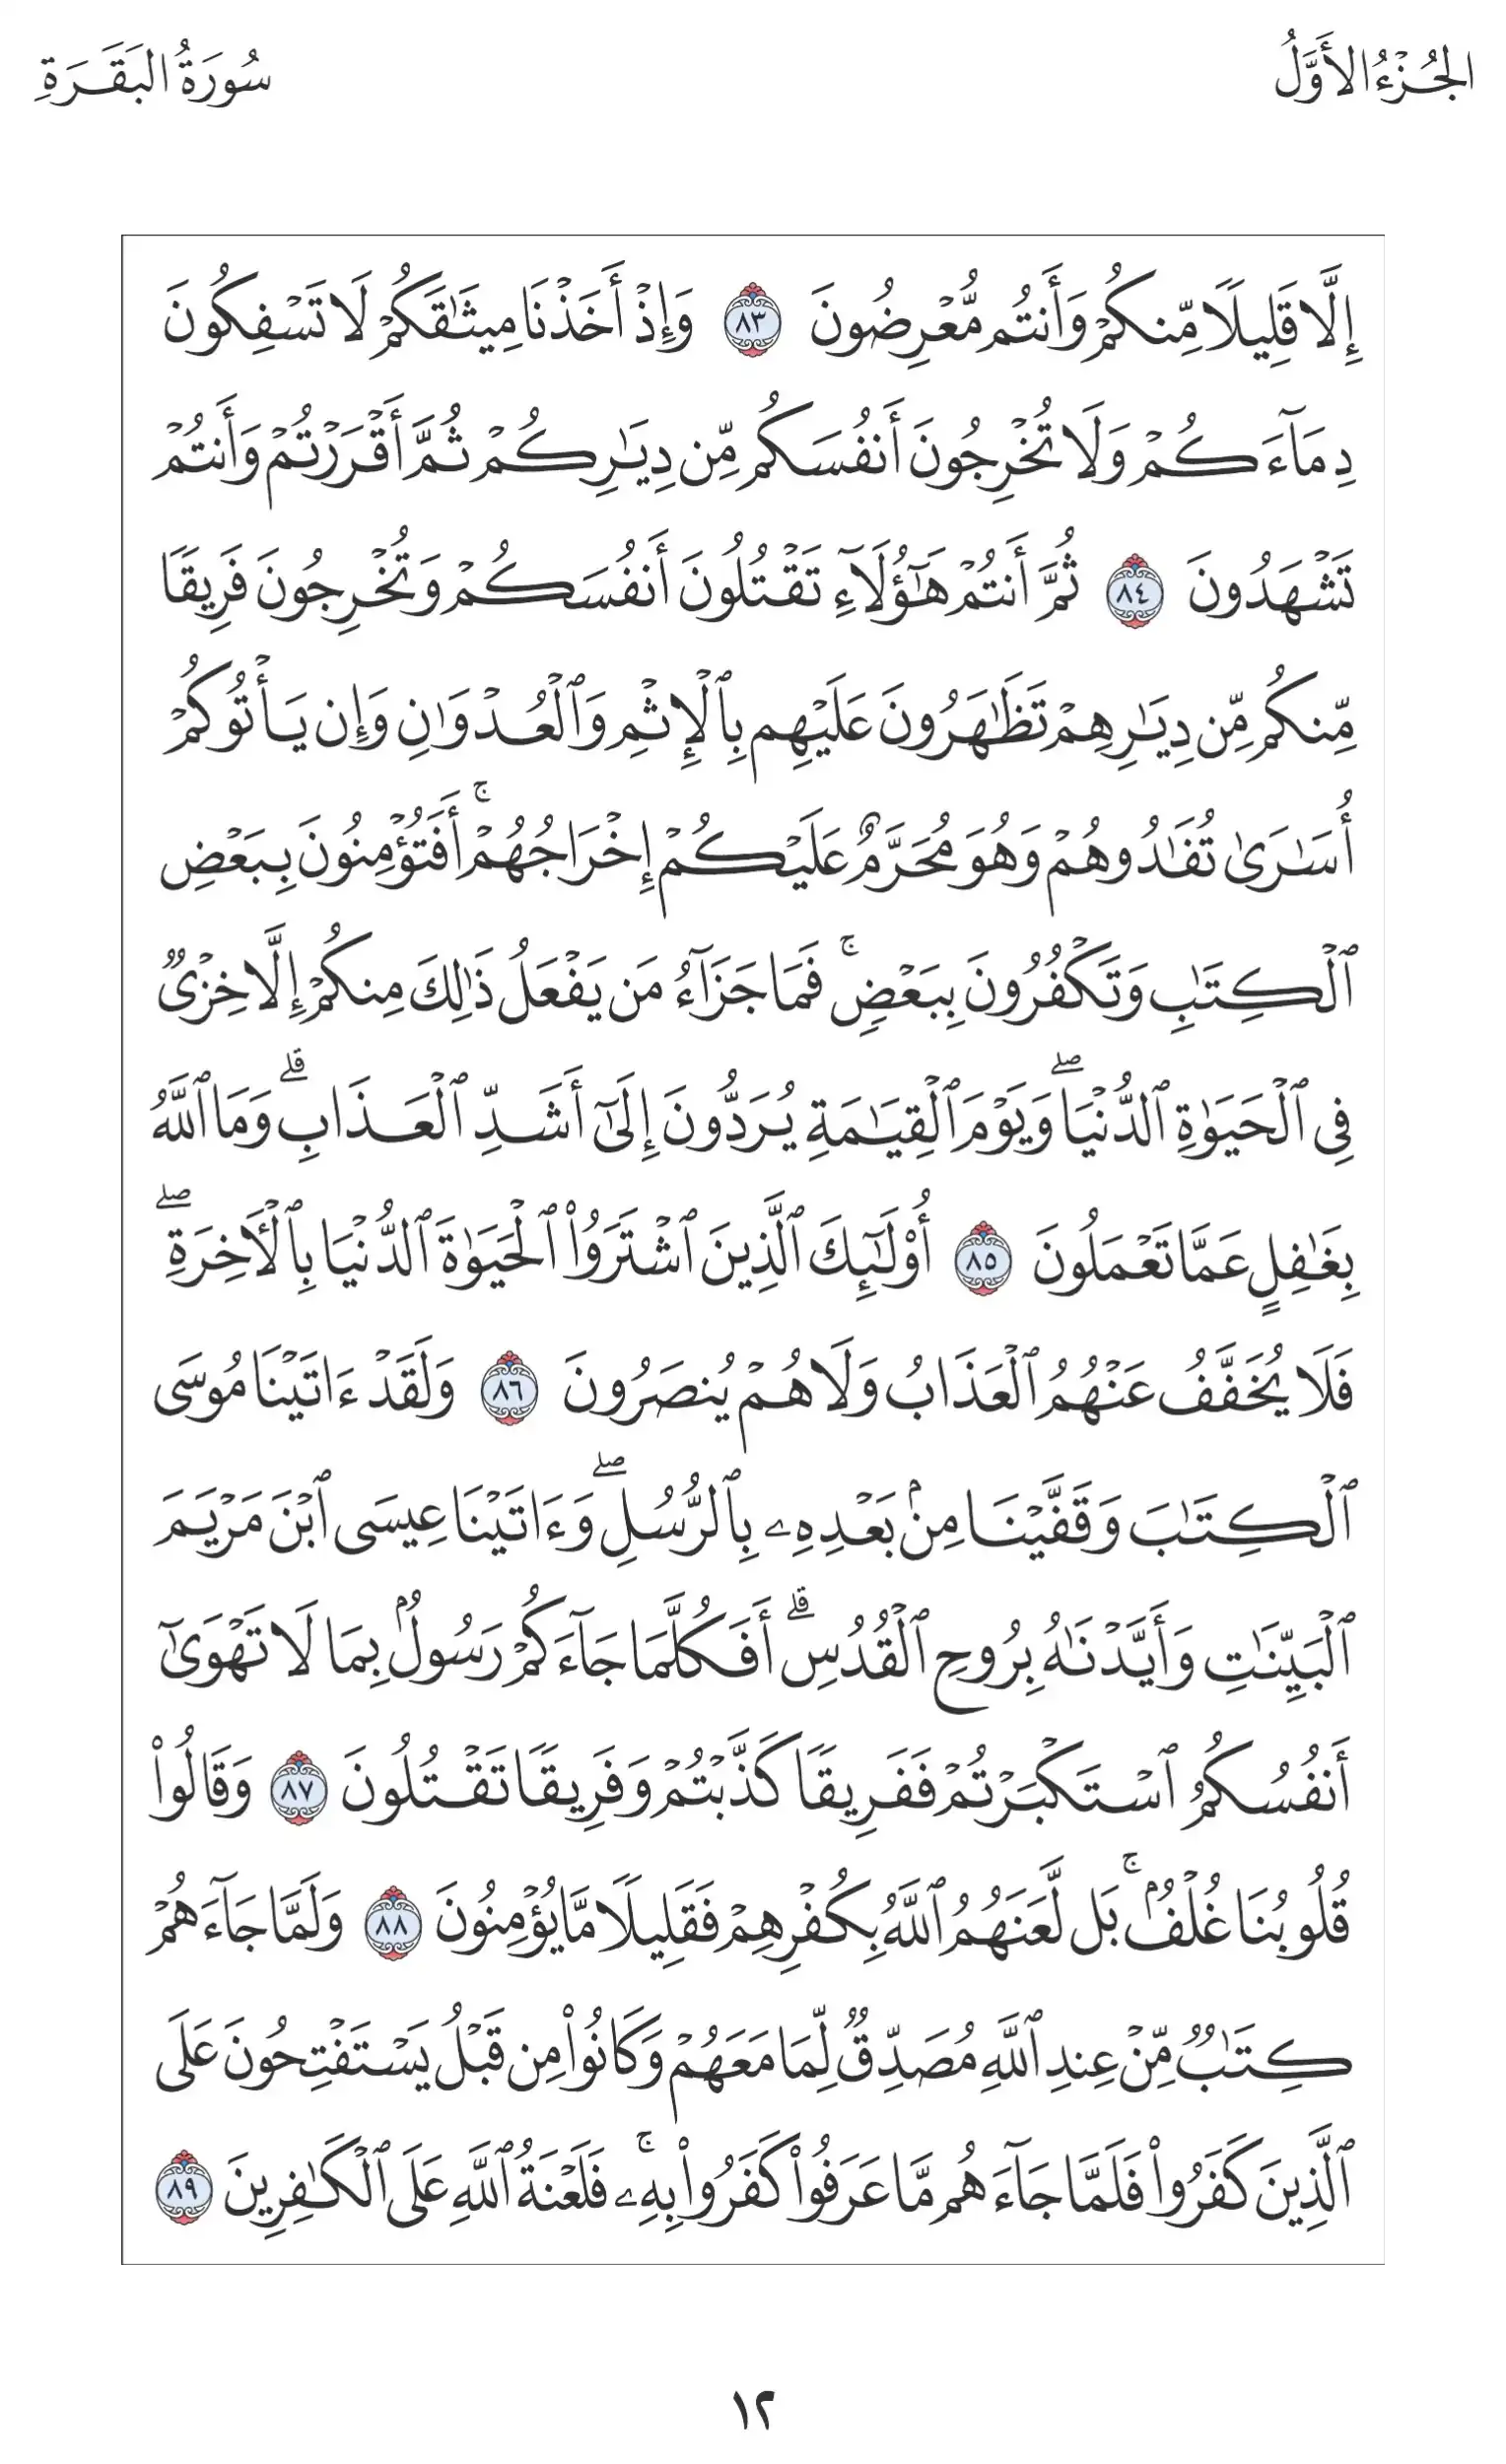 الجُزْءُ الأَوَّلُ
سُورَةُ البَقَرَةِ
إِلَّا قَلِيلًا مِّنكُمْ وَأَنتُم مُّعْرِضُونَ ٨٣ وَإِذْ أَخَذْنَا مِيثَٰقَكُمْ لَا تَسْفِكُونَ
دِمَآءَكُمْ وَلَا تُخْرِجُونَ أَنفُسَكُم مِّن دِيَٰرِكُمْ ثُمَّ أَقْرَرْتُمْ وَأَنتُمْ
تَشْهَدُونَ ٨٤ ثُمَّ أَنتُمْ هَٰٓؤُلَآءِ تَقْتُلُونَ أَنفُسَكُمْ وَتُخْرِجُونَ فَرِيقًا
مِّنكُم مِّن دِيَٰرِهِمْ تَظَٰهَرُونَ عَلَيْهِم بِٱلْإِثْمِ وَٱلْعُدْوَٰنِ وَإِن يَأْتُوكُمْ
أُسَٰرَىٰ تُفَٰدُوهُمْ وَهُوَ مُحَرَّمٌ عَلَيْكُمْ إِخْرَاجُهُمْ ۚ أَفَتُؤْمِنُونَ بِبَعْضِ
ٱلْكِتَٰبِ وَتَكْفُرُونَ بِبَعْضٍ ۚ فَمَا جَزَآءُ مَن يَفْعَلُ ذَٰلِكَ مِنكُمْ إِلَّا خِزْىٌ
فِى ٱلْحَيَوٰةِ ٱلدُّنْيَا ۖ وَيَوْمَ ٱلْقِيَٰمَةِ يُرَدُّونَ إِلَىٰٓ أَشَدِّ ٱلْعَذَابِ ۗ وَمَا ٱللَّهُ
بِغَٰفِلٍ عَمَّا تَعْمَلُونَ ٨٥ أُو۟لَٰٓئِكَ ٱلَّذِينَ ٱشْتَرَوُا۟ ٱلْحَيَوٰةَ ٱلدُّنْيَا بِٱلْـَٔاخِرَةِ ۖ
فَلَا يُخَفَّفُ عَنْهُمُ ٱلْعَذَابُ وَلَا هُمْ يُنصَرُونَ ٨٦ وَلَقَدْ ءَاتَيْنَا مُوسَى
ٱلْكِتَٰبَ وَقَفَّيْنَا مِنۢ بَعْدِهِۦ بِٱلرُّسُلِ ۖ وَءَاتَيْنَا عِيسَى ٱبْنَ مَرْيَمَ
ٱلْبَيِّنَٰتِ وَأَيَّدْنَٰهُ بِرُوحِ ٱلْقُدُسِ ۗ أَفَكُلَّمَا جَآءَكُمْ رَسُولٌۢ بِمَا لَا تَهْوَىٰٓ
أَنفُسُكُمُ ٱسْتَكْبَرْتُمْ فَفَرِيقًا كَذَّبْتُمْ وَفَرِيقًا تَقْتُلُونَ ٨٧ وَقَالُوا۟
قُلُوبُنَا غُلْفٌۢ ۚ بَل لَّعَنَهُمُ ٱللَّهُ بِكُفْرِهِمْ فَقَلِيلًا مَّا يُؤْمِنُونَ ٨٨ وَلَمَّا جَآءَهُمْ
كِتَٰبٌ مِّنْ عِندِ ٱللَّهِ مُصَدِّقٌ لِّمَا مَعَهُمْ وَكَانُوا۟ مِن قَبْلُ يَسْتَفْتِحُونَ عَلَى
ٱلَّذِينَ كَفَرُوا۟ فَلَمَّا جَآءَهُم مَّا عَرَفُوا۟ كَفَرُوا۟ بِهِۦ ۚ فَلَعْنَةُ ٱللَّهِ عَلَى ٱلْكَٰفِرِينَ ٨٩
١٢